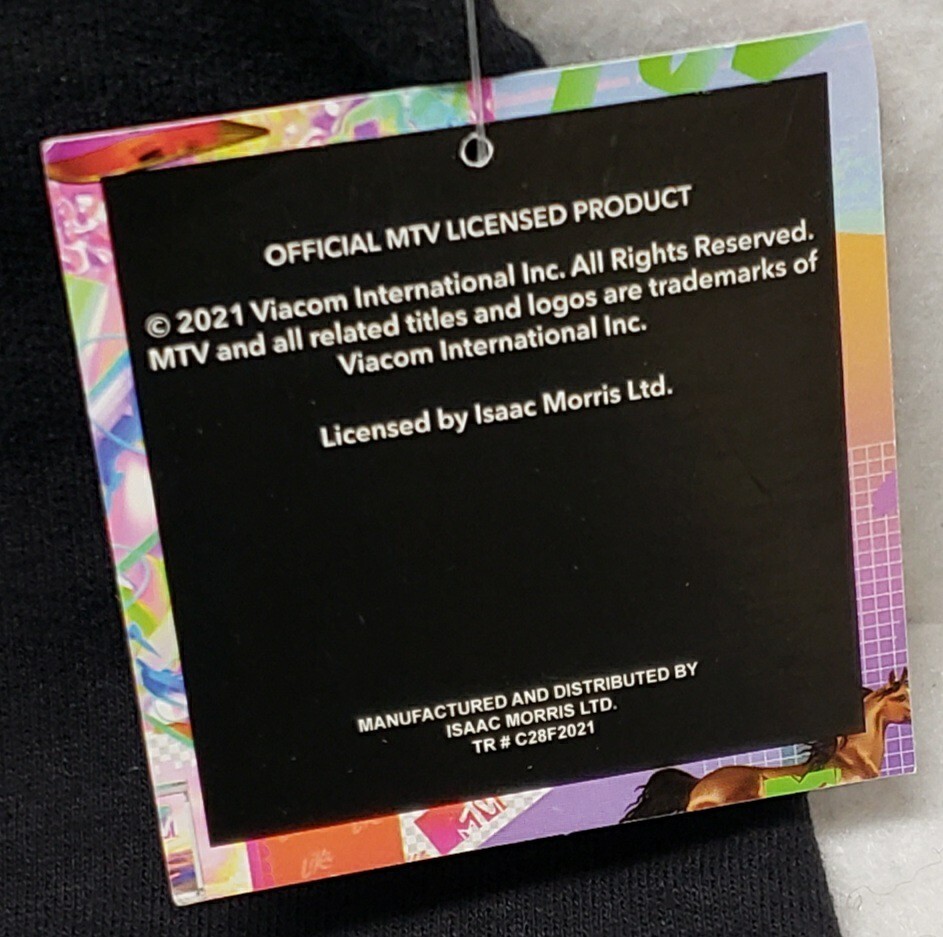 OFFICIAL MTV LICENSED PRODUCT
© 2021 Viacom International Inc. All Rights Reserved.
MTV and all related titles and logos are trademarks of
Viacom International Inc.
Licensed by Isaac Morris Ltd.
MANUFACTURED AND DISTRIBUTED BY
ISAAC MORRIS LTD.
TR # C28F2021
MTV